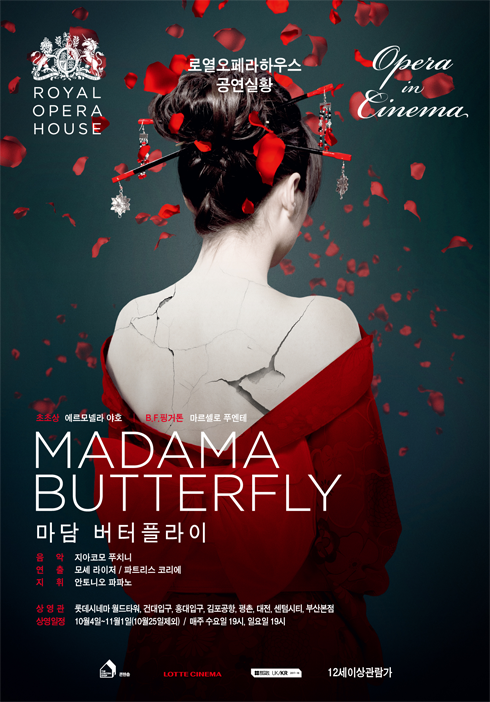 ROYAL
OPERA
HOUSE
로열오페라하우스
공연실황
Opera
in
Cinema
초초상 에르모넬라 야호 B.F.핑커톤 마르셀로 푸엔테
MADAMA
BUTTERFLY
마담 버터플라이
음 악 지아코모 푸치니
연 출 모셰 라이저 / 파트리스 코리에
지 휘 안토니오 파파노
상 영 관 롯데시네마 월드타워, 건대입구, 홍대입구, 김포공항, 평촌, 대전, 센텀시티, 부산본점
상영일정 10월4일~11월1일(10월25일제외) / 매주 수요일 19시, 일요일 19시
콘텐숍 LOTTE CINEMA UK/KR 12세이상관람가